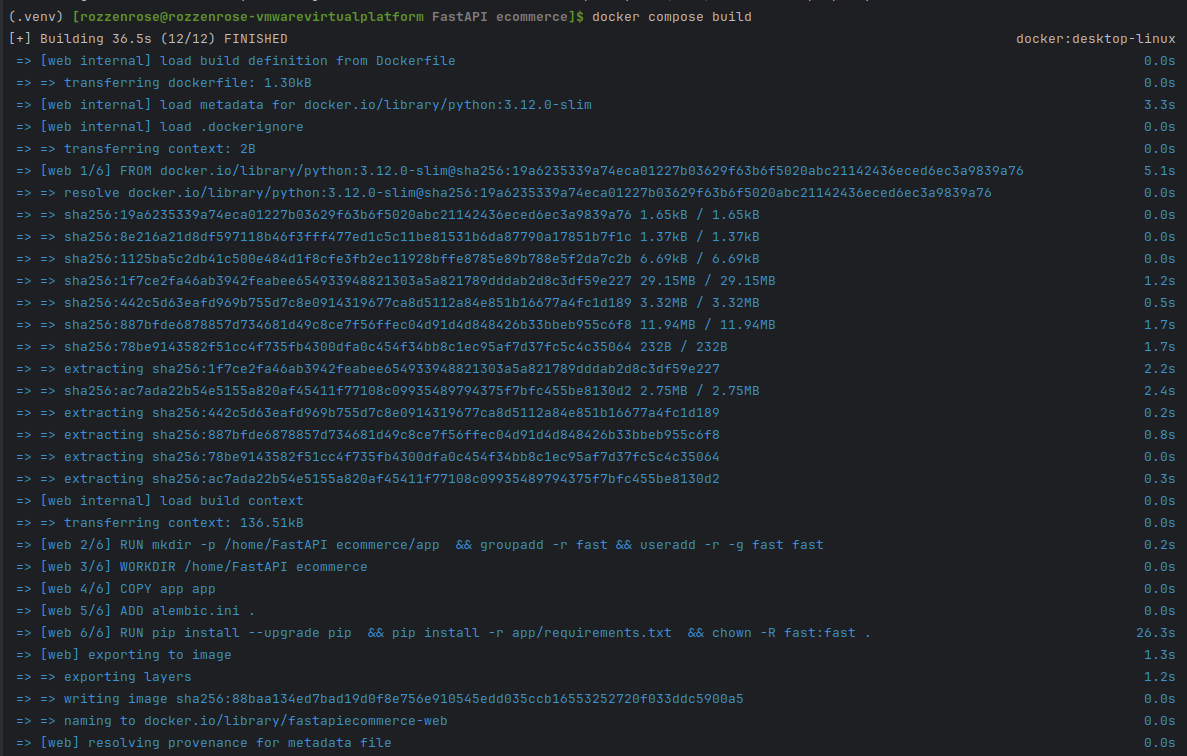 (.venv) [rozzenrose@rozzenrose-vmwarevirtualplatform FastAPI ecommerce]$ docker compose build
[+] Building 36.5s (12/12) FINISHED docker:desktop-linux
=> [web internal] load build definition from Dockerfile 0.0s
=> => transferring dockerfile: 1.30kB 0.0s
=> [web internal] load metadata for docker.io/library/python:3.12.0-slim 3.3s
=> [web internal] load .dockerignore 0.0s
=> => transferring context: 2B 0.0s
=> [web 1/6] FROM docker.io/library/python:3.12.0-slim@sha256:19a6235339a74eca01227b03629f63b6f5020abc21142436eced6ec3a9839a76 5.1s
=> => resolve docker.io/library/python:3.12.0-slim@sha256:19a6235339a74eca01227b03629f63b6f5020abc21142436eced6ec3a9839a76 0.0s
=> => sha256:19a6235339a74eca01227b03629f63b6f5020abc21142436eced6ec3a9839a76 1.65kB / 1.65kB 0.0s
=> => sha256:8e216a21d8df597118b46f3fff477ed1c5c11be81531b6da87790a17851b7f1c 1.37kB / 1.37kB 0.0s
=> => sha256:1125ba5c2db41c500e484d1f8cfe3fb2ec11928bffe8785e89b788e5f2da7c2b 6.69kB / 6.69kB 0.0s
=> => sha256:1f7ce2fa46ab3942feabee654933948821303a5a821789dddab2d8c3df59e227 29.15MB / 29.15MB 1.2s
=> => sha256:442c5d63eafd969b755d7c8e0914319677ca8d5112a84e851b16677a4fc1d189 3.32MB / 3.32MB 0.5s
=> => sha256:887bfde6878857d734681d49c8ce7f56ffec04d91d4d848426b33bbeb955c6f8 11.94MB / 11.94MB 1.7s
=> => sha256:78be9143582f51cc4f735fb4300dfa0c454f34bb8c1ec95af7d37fc5c4c35064 232B / 232B 1.7s
=> => extracting sha256:1f7ce2fa46ab3942feabee654933948821303a5a821789dddab2d8c3df59e227 2.2s
=> => sha256:ac7ada22b54e5155a820af45411f77108c09935489794375f7bfc455be8130d2 2.75MB / 2.75MB 2.4s
=> => extracting sha256:442c5d63eafd969b755d7c8e0914319677ca8d5112a84e851b16677a4fc1d189 0.2s
=> => extracting sha256:887bfde6878857d734681d49c8ce7f56ffec04d91d4d848426b33bbeb955c6f8 0.8s
=> => extracting sha256:78be9143582f51cc4f735fb4300dfa0c454f34bb8c1ec95af7d37fc5c4c35064 0.0s
=> => extracting sha256:ac7ada22b54e5155a820af45411f77108c09935489794375f7bfc455be8130d2 0.3s
=> [web internal] load build context 0.0s
=> => transferring context: 136.51kB 0.0s
=> [web 2/6] RUN mkdir -p /home/FastAPI ecommerce/app  && groupadd -r fast && useradd -r -g fast fast 0.2s
=> [web 3/6] WORKDIR /home/FastAPI ecommerce 0.0s
=> [web 4/6] COPY app app 0.0s
=> [web 5/6] ADD alembic.ini . 0.0s
=> [web 6/6] RUN pip install --upgrade pip  && pip install -r app/requirements.txt  && chown -R fast:fast . 26.3s
=> [web] exporting to image 1.3s
=> => exporting layers 1.2s
=> => writing image sha256:88baa134ed7bad19d0f8e756e910545edd035ccb16553252720f033ddc5900a5 0.0s
=> => naming to docker.io/library/fastapiecommerce-web 0.0s
=> [web] resolving provenance for metadata file 0.0s